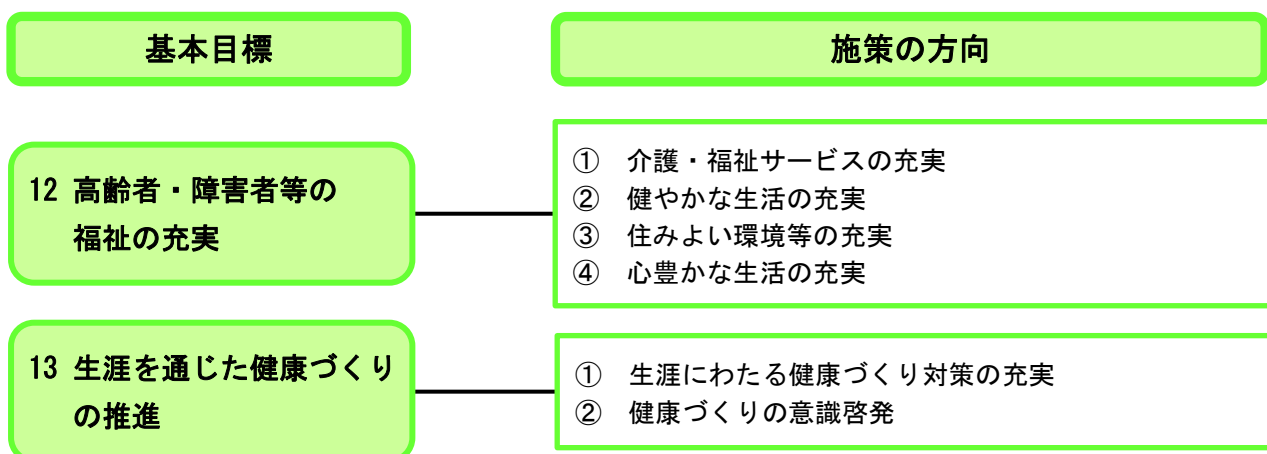 基本目標
施策の方向
12 高齢者・障害者等の
福祉の充実
① 介護・福祉サービスの充実
② 健やかな生活の充実
③ 住みよい環境等の充実
④ 心豊かな生活の充実
13 生涯を通じた健康づくり
の推進
① 生涯にわたる健康づくり対策の充実
② 健康づくりの意識啓発